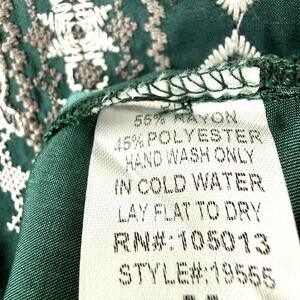 55% RAYON
45% POLYESTER
HAND WASH ONLY
IN COLD WATER
LAY FLAT TO DRY
RN#:105013
STYLE#:19555